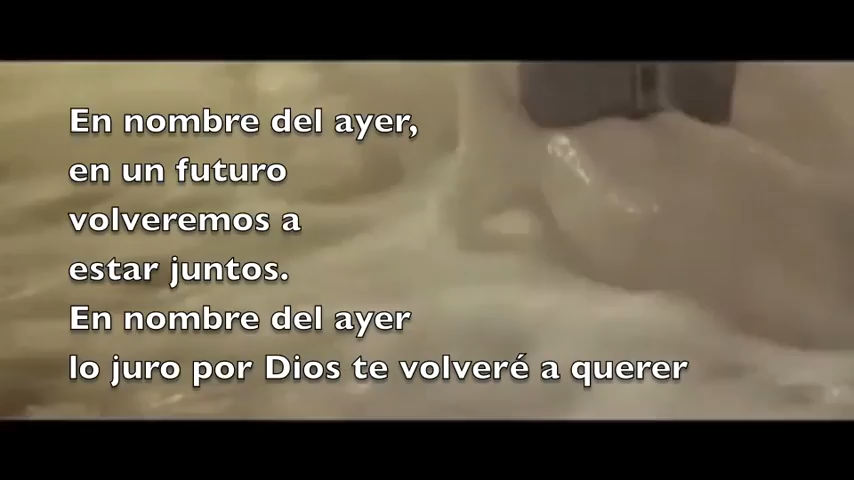 En nombre del ayer,
en un futuro
volveremos a
estar juntos.
En nombre del ayer
lo juro por Dios te volveré a querer